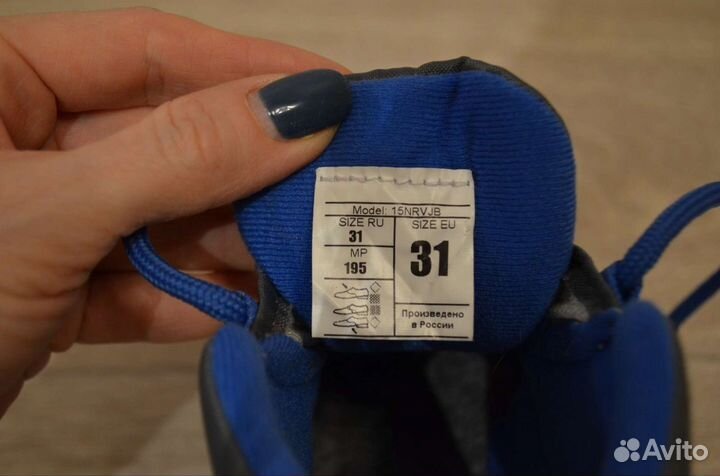 Model: 15NRVJB
SIZE RU
31
MP
195
SIZE EU
31
Произведено
в России
Avito